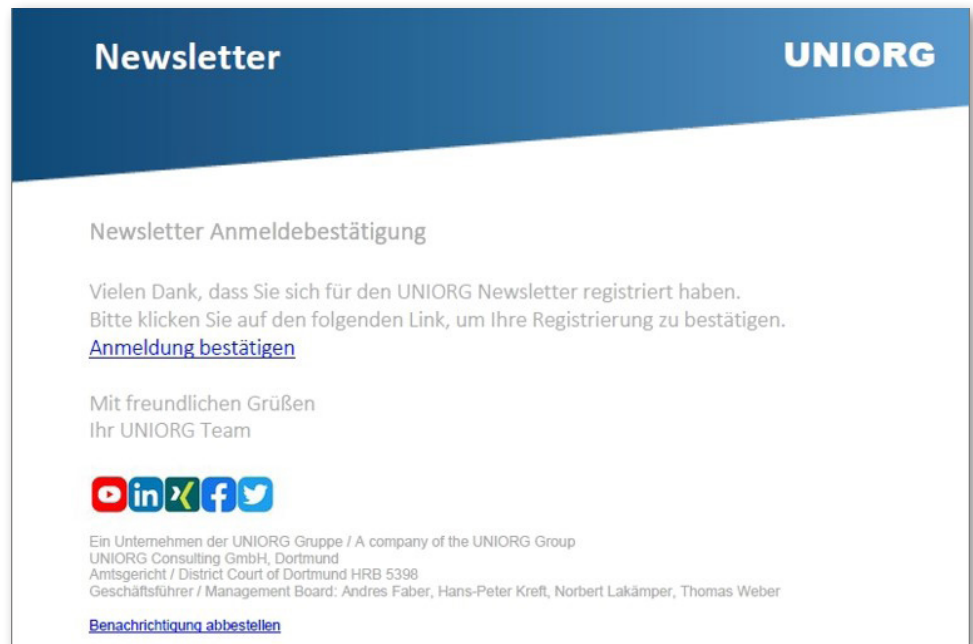 Newsletter
UNIORG
Newsletter Anmeldebestätigung
Vielen Dank, dass Sie sich für den UNIORG Newsletter registriert haben.
Bitte klicken Sie auf den folgenden Link, um Ihre Registrierung zu bestätigen.
Anmeldung bestätigen
Mit freundlichen Grüßen
Ihr UNIORG Team
in
Ein Unternehmen der UNIORG Gruppe / A company of the UNIORG Group
UNIORG Consulting GmbH, Dortmund
Amtsgericht / District Court of Dortmund HRB 5398
Geschäftsführer / Management Board: Andres Faber, Hans-Peter Kreft, Norbert Lakämper, Thomas Weber
Benachrichtigung abbestellen